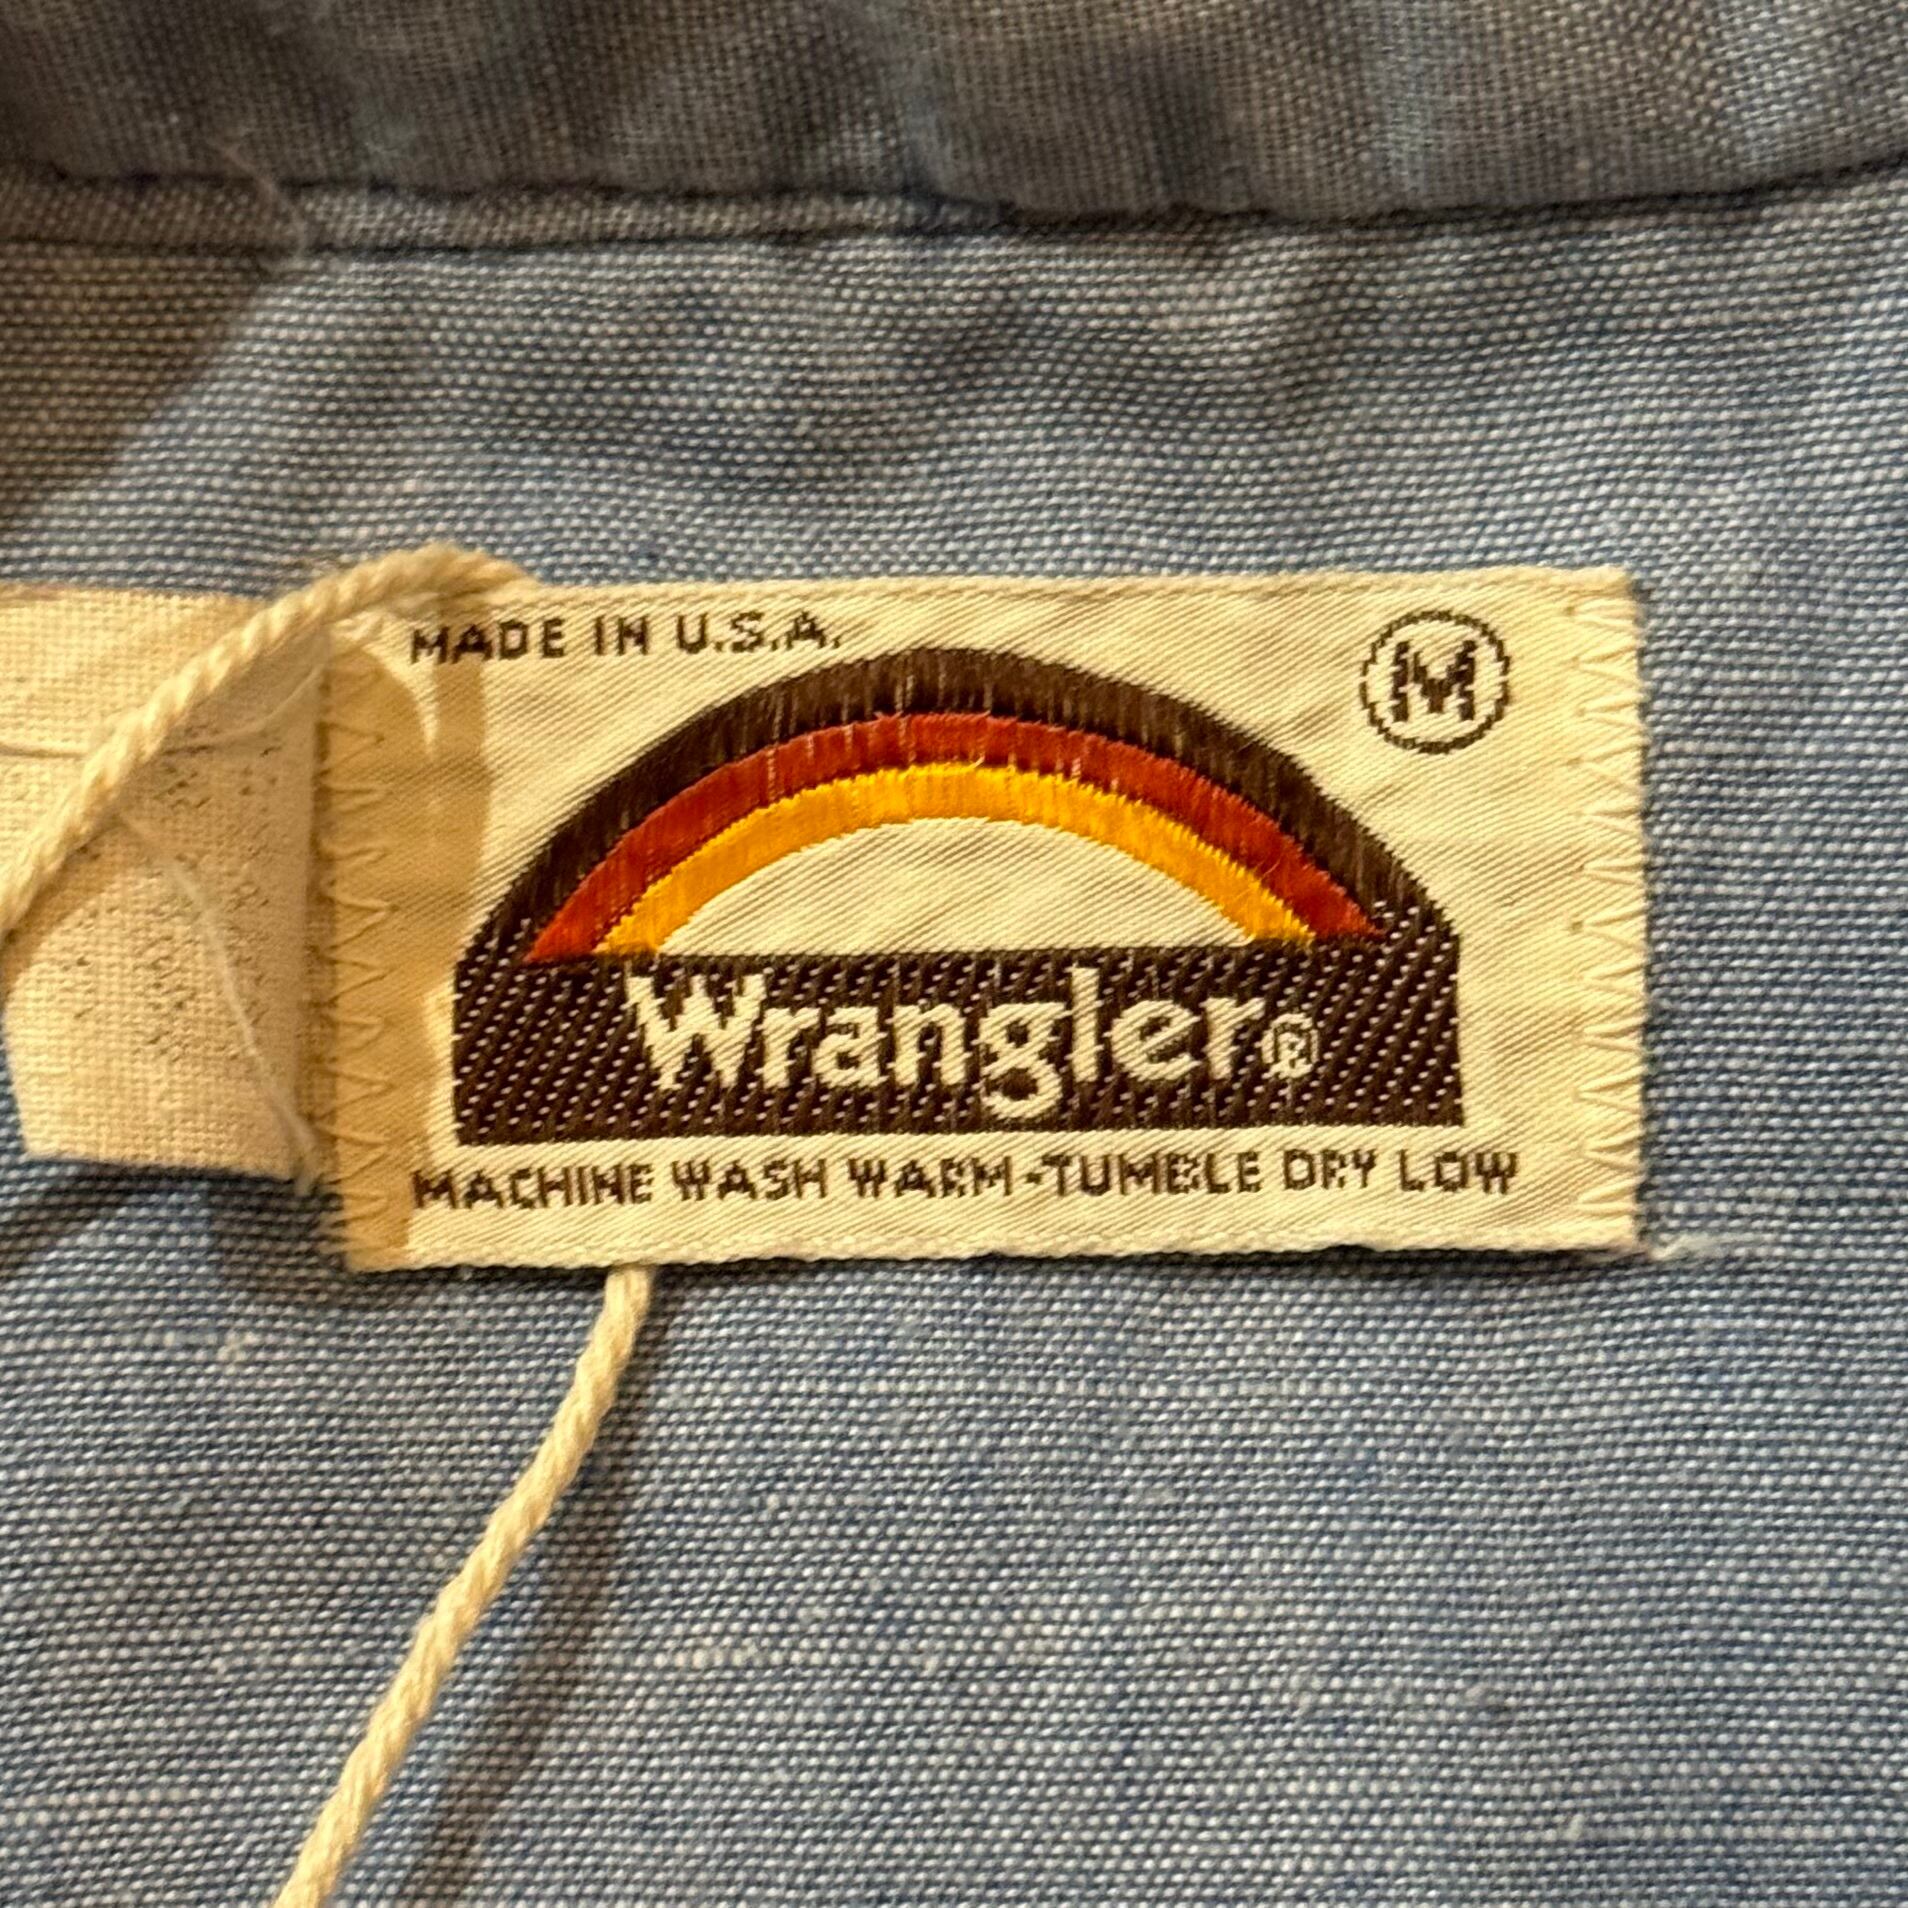 MADE IN U.S.A.
M
Wrangler®
MACHINE WASH WARM-TUMBLE DRY LOW